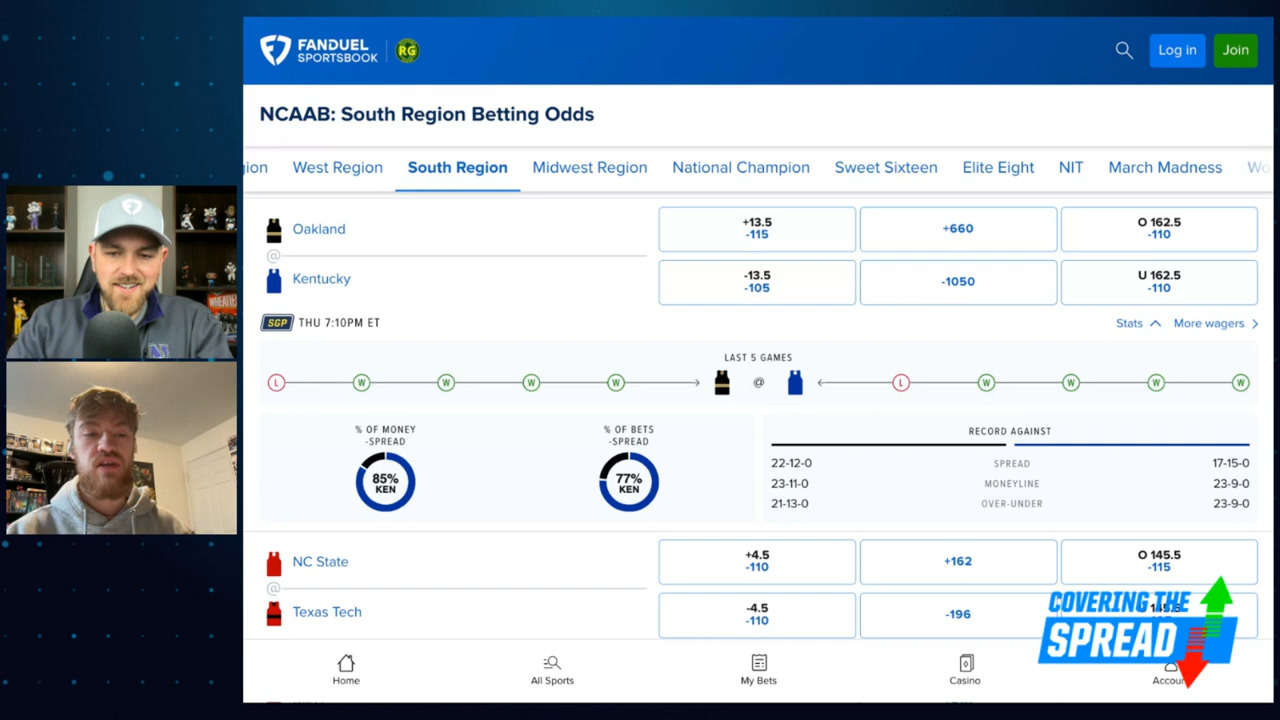 FANDUEL
SPORTSBOOK
RG
Log in
Join
NCAAB: South Region Betting Odds
gion West Region South Region Midwest Region National Champion Sweet Sixteen Elite Eight NIT March Madness Wo
Oakland
+13.5
-115
+660
O 162.5
-110
@
Kentucky
-13.5
-105
-1050
U 162.5
-110
SGP THU 7:10PM ET
Stats More wagers
LAST 5 GAMES
L W W W W @ L W W W W
% OF MONEY
-SPREAD
85%
KEN
% OF BETS
-SPREAD
77%
KEN
RECORD AGAINST
22-12-0 SPREAD 17-15-0
23-11-0 MONEYLINE 23-9-0
21-13-0 OVER-UNDER 23-9-0
NC State
+4.5
-110
+162
O 145.5
-115
@
Texas Tech
-4.5
-110
-196
COVERING THE
SPREAD
Home
All Sports
My Bets
Casino
Accoun